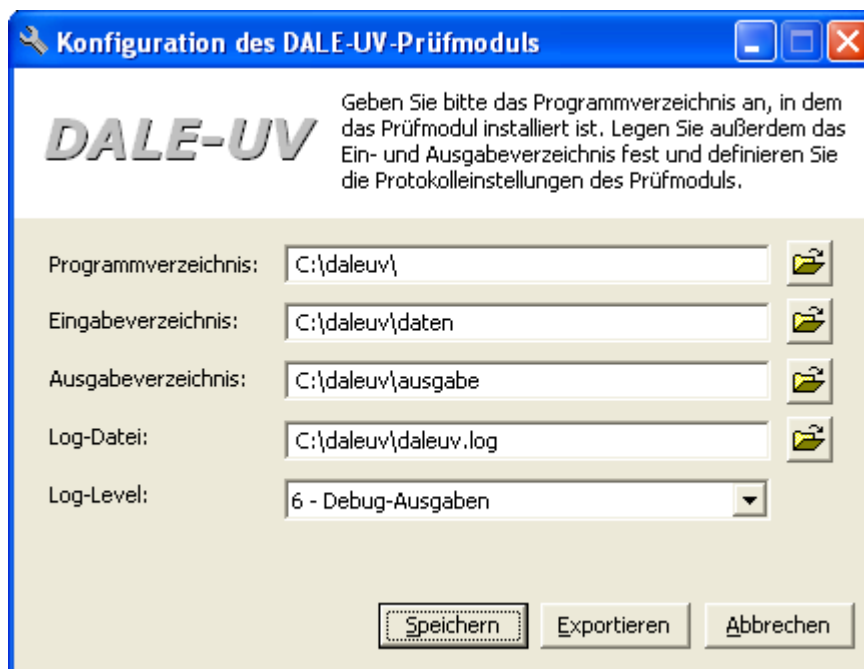 Konfiguration des DALE-UV-Prüfmoduls
DALE-UV
Geben Sie bitte das Programmverzeichnis an, in dem
das Prüfmodul installiert ist. Legen Sie außerdem das
Ein- und Ausgabeverzeichnis fest und definieren Sie
die Protokolleinstellungen des Prüfmoduls.
Programmverzeichnis: C:\daleuv\
Eingabeverzeichnis: C:\daleuv\daten
Ausgabeverzeichnis: C:\daleuv\ausgabe
Log-Datei: C:\daleuv\daleuv.log
Log-Level: 6 - Debug-Ausgaben
Speichern Exportieren Abbrechen